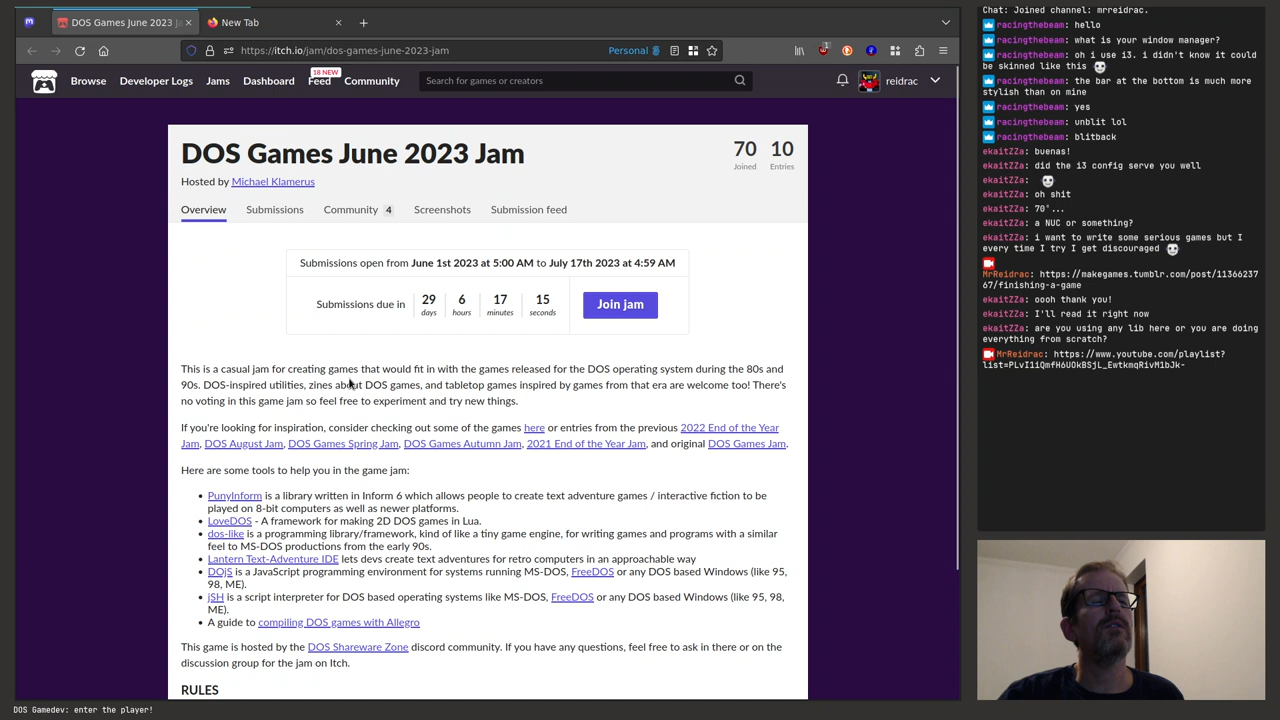 DOS Games June 2023 J
New Tab
https://itch.io/jam/dos-games-june-2023-jam
Personal
Browse
Developer Logs
Jams
Dashboard
18 NEW
Feed
Community
Search for games or creators
reidrac
DOS Games June 2023 Jam
70
Joined
10
Entries
Hosted by Michael Klamerus
Overview
Submissions
Community 4
Screenshots
Submission feed
Submissions open from June 1st 2023 at 5:00 AM to July 17th 2023 at 4:59 AM
Submissions due in
29
days
6
hours
17
minutes
15
seconds
Join jam
This is a casual jam for creating games that would fit in with the games released for the DOS operating system during the 80s and
90s. DOS-inspired utilities, zines about DOS games, and tabletop games inspired by games from that era are welcome too! There's
no voting in this game jam so feel free to experiment and try new things.
If you're looking for inspiration, consider checking out some of the games here or entries from the previous 2022 End of the Year
Jam, DOS August Jam, DOS Games Spring Jam, DOS Games Autumn Jam, 2021 End of the Year Jam, and original DOS Games Jam.
Here are some tools to help you in the game jam:
• PunyInform is a library written in Inform 6 which allows people to create text adventure games / interactive fiction to be
played on 8-bit computers as well as newer platforms.
• LoveDOS - A framework for making 2D DOS games in Lua.
• dos-like is a programming library/framework, kind of like a tiny game engine, for writing games and programs with a similar
feel to MS-DOS productions from the early 90s.
• Lantern Text-Adventure IDE lets devs create text adventures for retro computers in an approachable way
• DOjS is a JavaScript programming environment for systems running MS-DOS, FreeDOS or any DOS based Windows (like 95,
98, ME).
• jSH is a script interpreter for DOS based operating systems like MS-DOS, FreeDOS or any DOS based Windows (like 95, 98,
ME).
• A guide to compiling DOS games with Allegro
This game is hosted by the DOS Shareware Zone discord community. If you have any questions, feel free to ask in there or on the
discussion group for the jam on Itch.
RULES
DOS Gamedev: enter the player!
Chat: Joined channel: mrreidrac.
racingthebeam: hello
racingthebeam: what is your window manager?
racingthebeam: oh i use i3. i didn't know it could
be skinned like this
racingthebeam: the bar at the bottom is much more
stylish than on mine
racingthebeam: yes
racingthebeam: unblit lol
racingthebeam: blitback
ekaitZZa: buenas!
ekaitZZa: did the i3 config serve you well
ekaitZZa:
ekaitZZa: oh shit
ekaitZZa: 70°...
ekaitZZa: a NUC or something?
ekaitZZa: i want to write some serious games but I
every time I try I get discouraged
MrReidrac: https://makegames.tumblr.com/post/11366237
67/finishing-a-game
ekaitZZa: oooh thank you!
ekaitZZa: I'll read it right now
ekaitZZa: are you using any lib here or you are doing
everything from scratch?
MrReidrac: https://www.youtube.com/playlist?